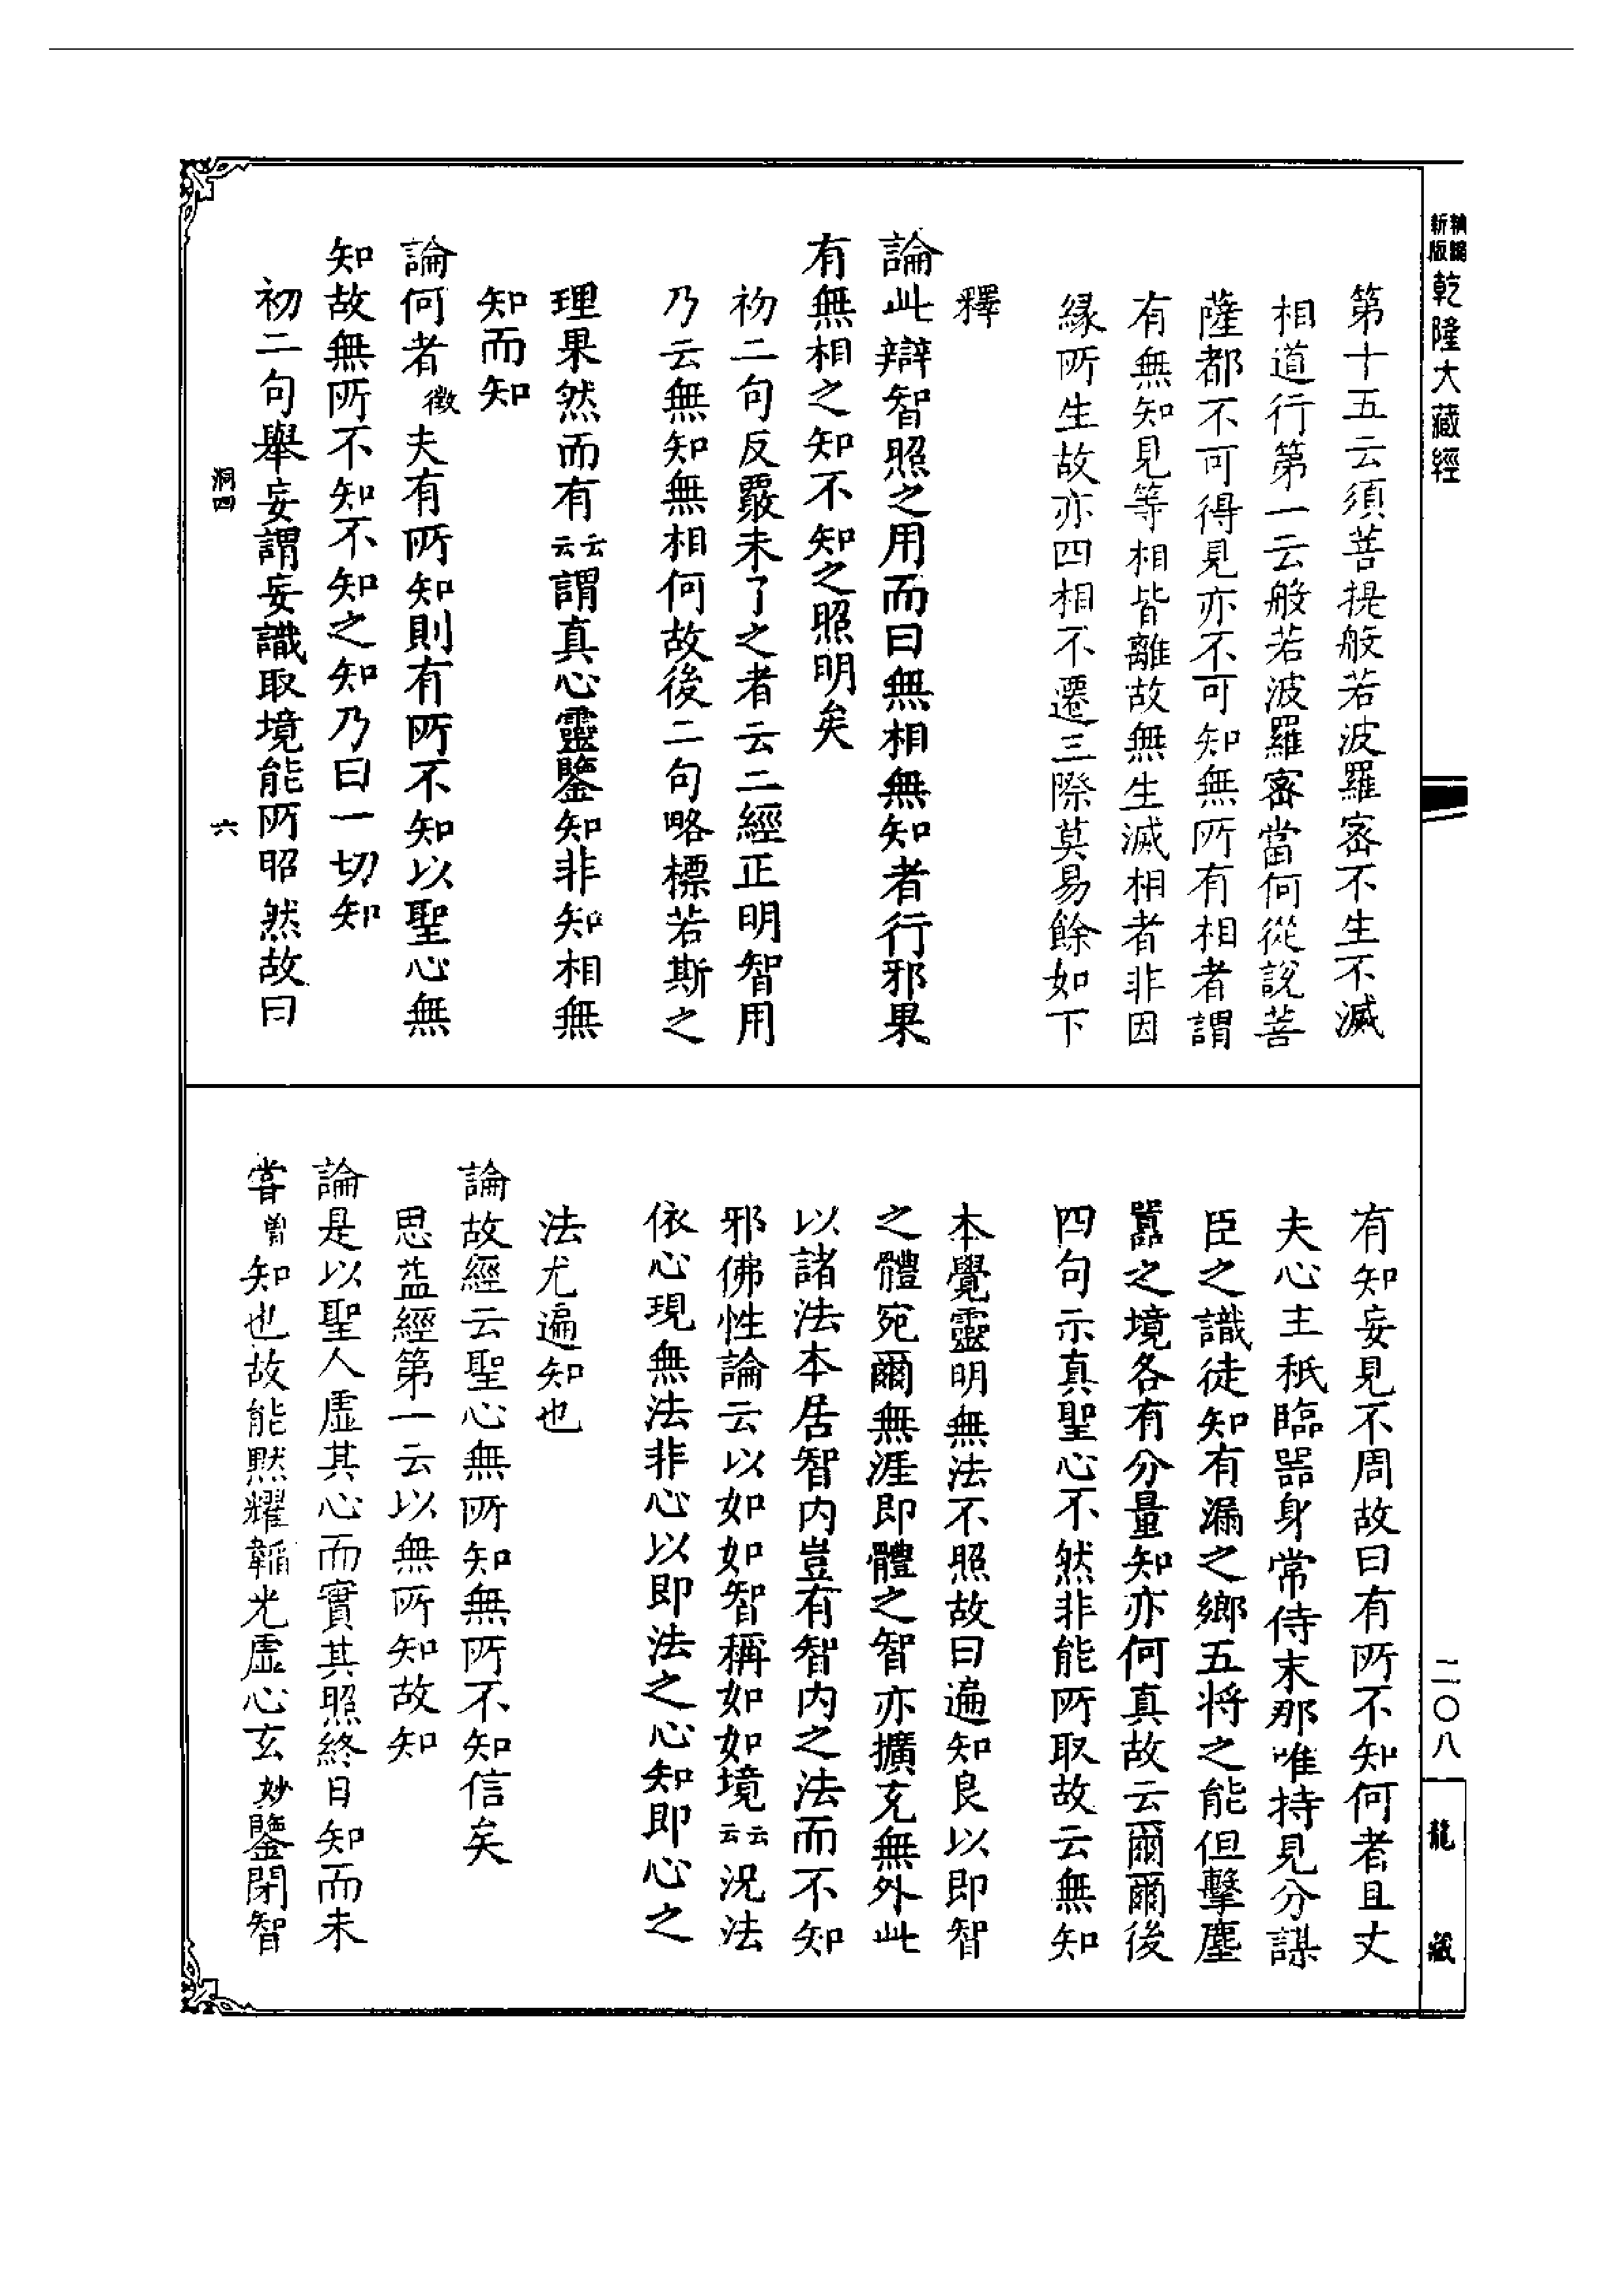 新版
乾隆大藏經
第十五云須菩提般若波羅密不生不滅
相道行第一云般若波羅密當何從說菩
薩都不可得見亦不可知無所有相者謂
有無知見等相皆離故無生滅相者非因
緣所生故亦四相不遷三際莫易餘如下
釋
論此辯智照之用而曰無相無知者行邪果
有無相之知不知之照明矣
初二句反覈未了之者云二經正明智用
乃云無知無相何故後二句略標若斯之
理果然而有云云謂真心靈鑒知非知相無
知而知
論何者徵夫有所知則有所不知以聖心無
知故無所不知不知之知乃曰一切知
初二句舉妄謂妄識取境能所昭然故曰
洞四
六
有知妄見不周故曰有所不知何者且丈
夫心主秖臨噐身常侍末那唯持見分謀
臣之識徒知有漏之鄉五將之能但擊塵
囂之境各有分量知亦何真故云爾爾後
四句示真聖心不然非能所取故云無知
本覺靈明無法不照故曰遍知良以即智
之體宛爾無涯即體之智亦擴充無外此
以諸法本居智內豈有智內之法而不知
邪佛性論云以如如智稱如如境云云況法
依心現無法非心以即法之心知即心之
法尤遍知也
論故經云聖心無所知無所不知信矣
思益經第一云以無所知故知
論是以聖人虛其心而實其照終日知而未
嘗曾知也故能默耀韜光虛心玄妙鑒閉智
二〇八
龍藏